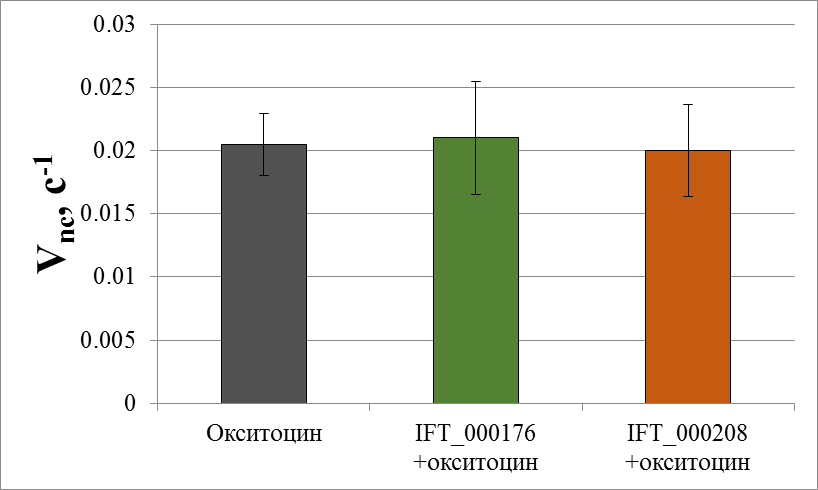 0.03
0.025
0.02
0.015
0.01
0.005
0
V_nc, c^-1
Окситоцин
IFT_000176
+окситоцин
IFT_000208
+окситоцин